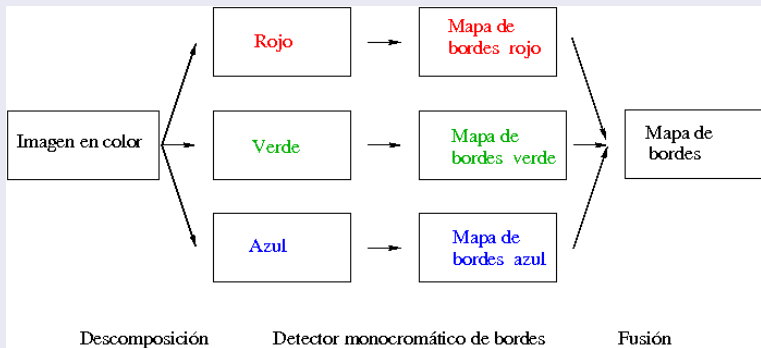 Rojo
Mapa de
bordes rojo
Imagen en color
Verde
Mapa de
bordes verde
Mapa de
bordes
Azul
Mapa de
bordes azul
Descomposición
Detector monocromático de bordes
Fusión